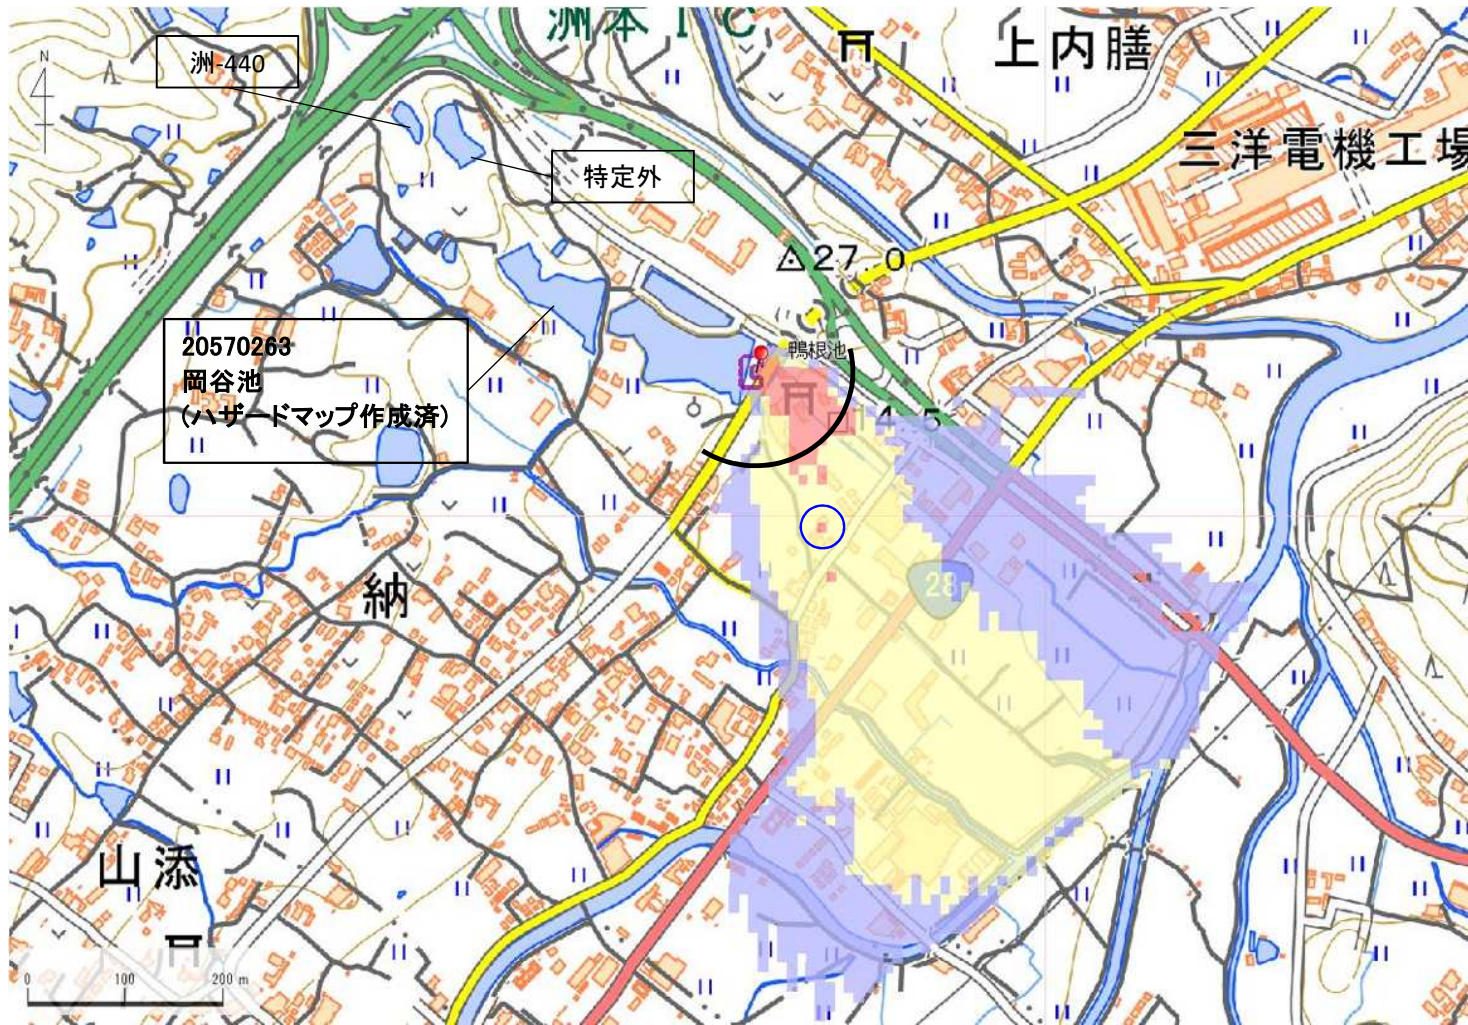 洲本IC
上内膳
洲-440
N
三洋電機工場
特定外
27.0
20570263
岡谷池
(ハザードマップ作成済)
鴨根池
14.5
28
納
山添
0 100 200 m